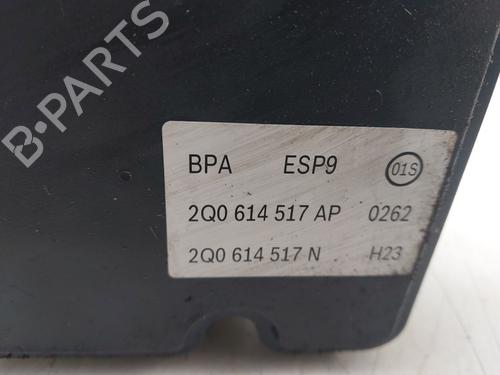 BPA ESP9 01S
2Q0 614 517 AP 0262
2Q0 614 517 N H23
B-PARTS